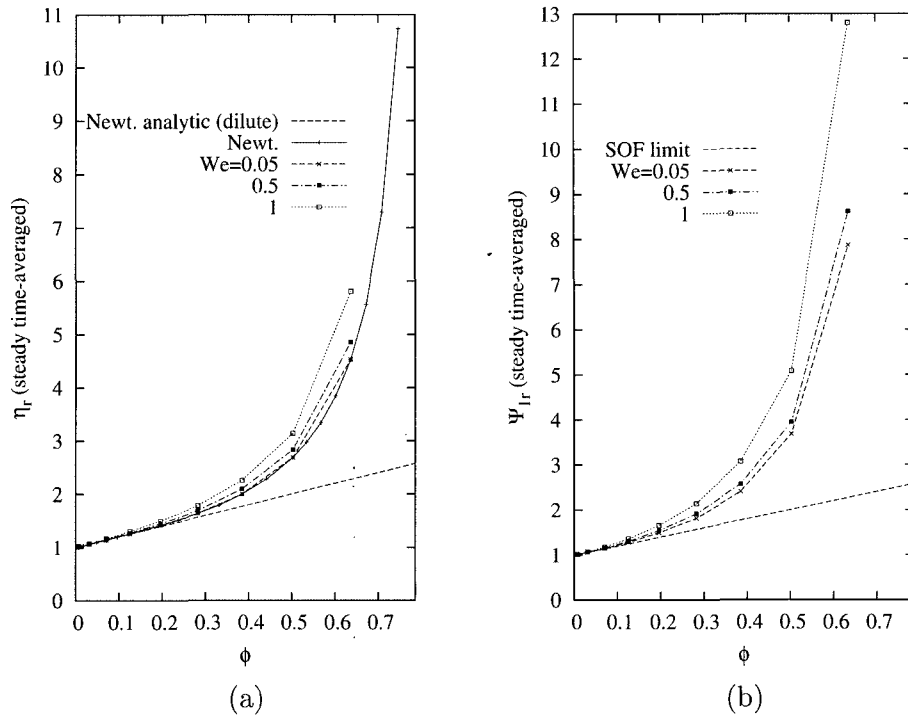 11
10
9
8
7
6
5
4
3
2
1
0
η_r (steady time-averaged)
Newt. analytic (dilute)
Newt.
We=0.05
0.5
1
0 0.1 0.2 0.3 0.4 0.5 0.6 0.7
ϕ
(a)
13
12
11
10
9
8
7
6
5
4
3
2
1
0
Ψ_1r (steady time-averaged)
SOF limit
We=0.05
0.5
1
0 0.1 0.2 0.3 0.4 0.5 0.6 0.7
ϕ
(b)